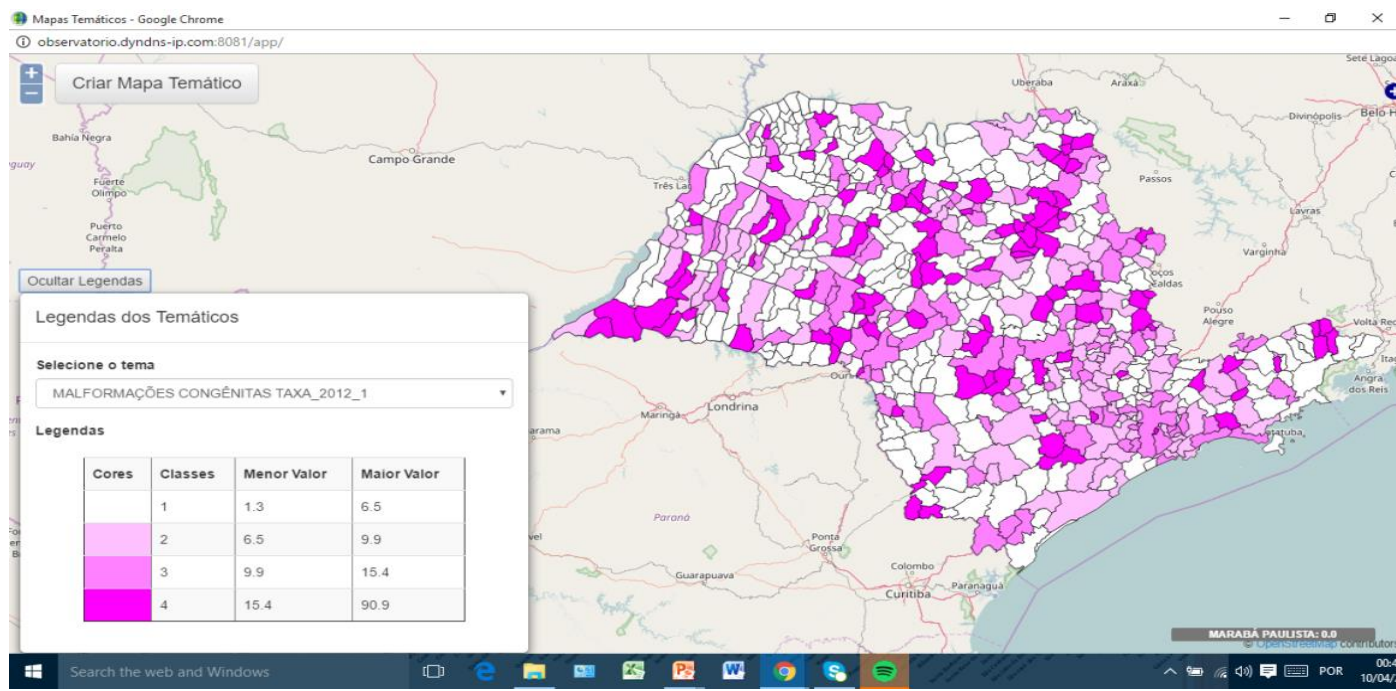 Mapas Temáticos - Google Chrome
observatorio.dyndns-ip.com:8081/app/
+
−
Criar Mapa Temático
Bahía Negra
Fuerte
Olimpo
Puerto
Carmelo
Peralta
Campo Grande
Uberaba
Araxá
Divinópolis
Passos
Lavras
Varginha
Pouso
Alegre
Angra
dos Reis
Londrina
Maringá
Paraná
Ponta
Grossa
Guarapuava
Colombo
Curitiba
Paranaguá
Ocultar Legendas
Legendas dos Temáticos
Selecione o tema
MALFORMAÇÕES CONGÊNITAS TAXA_2012_1
Legendas
Cores Classes Menor Valor Maior Valor
1 1.3 6.5
2 6.5 9.9
3 9.9 15.4
4 15.4 90.9
MARABÁ PAULISTA: 0.0
© OpenStreetMap contributors
Search the web and Windows
POR